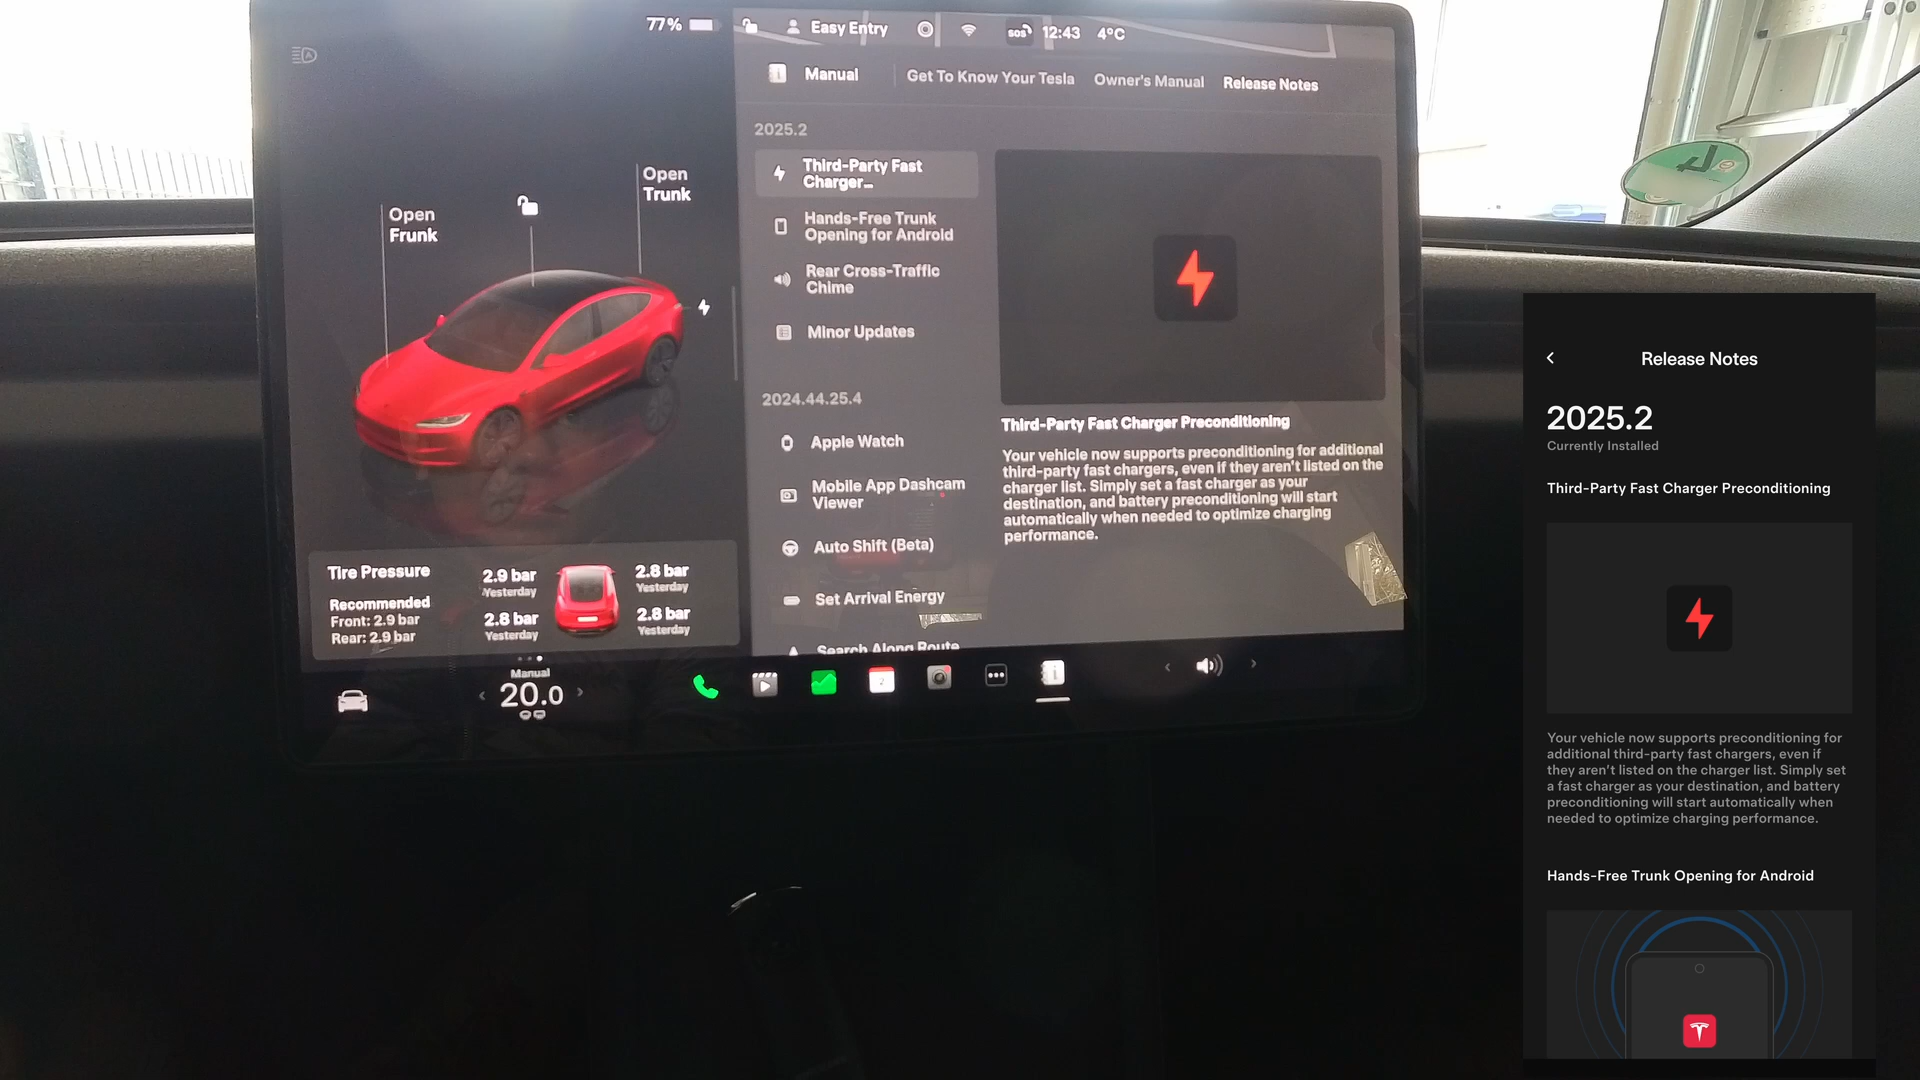 77%
Easy Entry
sos
12:43
4°C
Manual
Get To Know Your Tesla
Owner's Manual
Release Notes
Open
Frunk
Open
Trunk
Tire Pressure
Recommended
Front: 2.9 bar
Rear: 2.9 bar
2.9 bar
Yesterday
2.8 bar
Yesterday
2.8 bar
Yesterday
2.8 bar
Yesterday
2025.2
Third-Party Fast
Charger...
Hands-Free Trunk
Opening for Android
Rear Cross-Traffic
Chime
Minor Updates
2024.44.25.4
Apple Watch
Mobile App Dashcam
Viewer
Auto Shift (Beta)
Set Arrival Energy
Search Along Route
Third-Party Fast Charger Preconditioning
Your vehicle now supports preconditioning for additional
third-party fast chargers, even if they aren't listed on the
charger list. Simply set a fast charger as your
destination, and battery preconditioning will start
automatically when needed to optimize charging
performance.
Manual
20.0
Release Notes
2025.2
Currently Installed
Third-Party Fast Charger Preconditioning
Your vehicle now supports preconditioning for
additional third-party fast chargers, even if
they aren't listed on the charger list. Simply set
a fast charger as your destination, and battery
preconditioning will start automatically when
needed to optimize charging performance.
Hands-Free Trunk Opening for Android